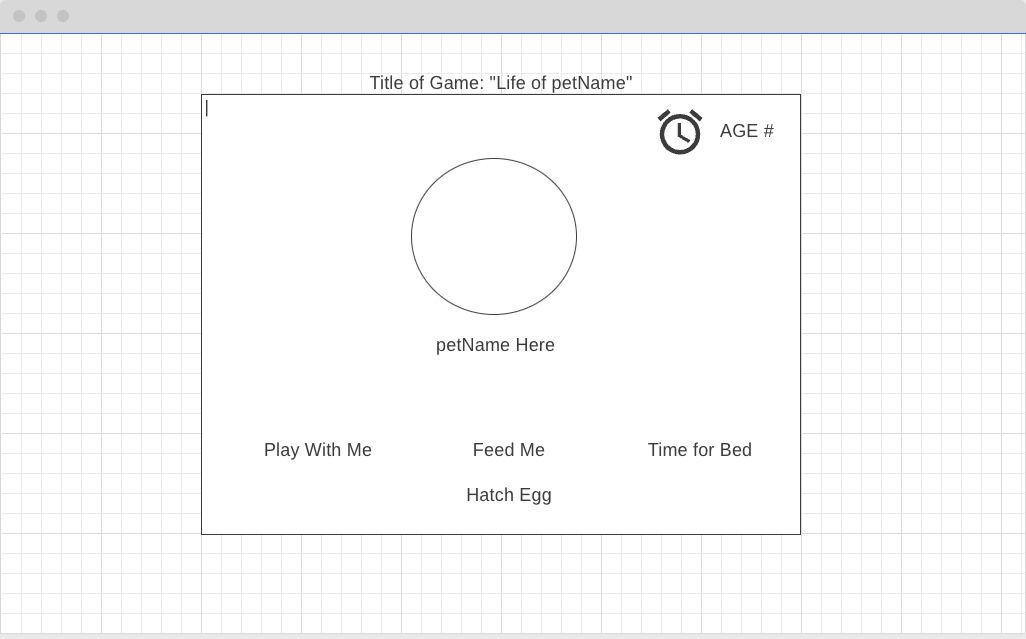 Title of Game: "Life of petName"
AGE #
petName Here
Play With Me Feed Me Time for Bed
Hatch Egg